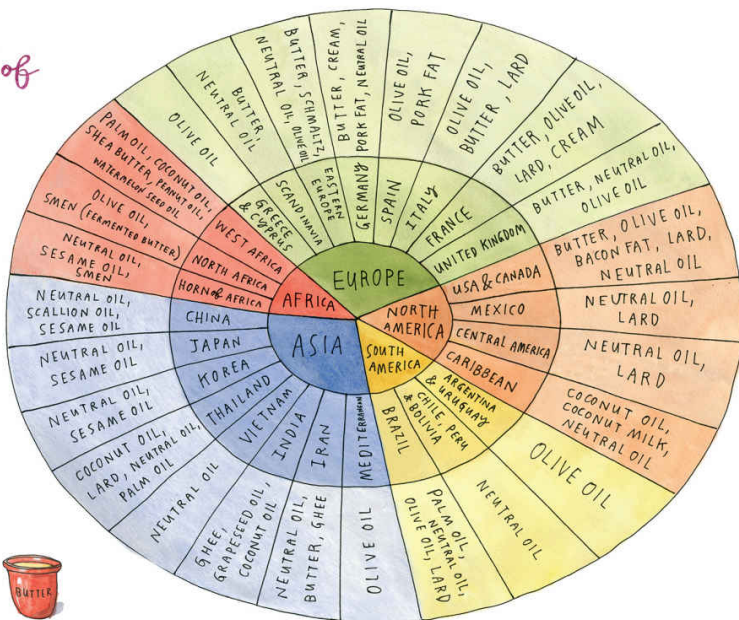 of
EUROPE
GREECE
& CYPRUS
OLIVE OIL
SCANDINAVIA
BUTTER,
NEUTRAL OIL
EASTERN
EUROPE
BUTTER, SCHMALTZ,
NEUTRAL OIL, OLIVE OIL
GERMANY
BUTTER, CREAM,
PORK FAT, NEUTRAL OIL
SPAIN
OLIVE OIL,
PORK FAT
ITALY
OLIVE OIL,
BUTTER, LARD
FRANCE
BUTTER, OLIVE OIL,
LARD, CREAM
UNITED KINGDOM
BUTTER, NEUTRAL OIL,
OLIVE OIL
NORTH
AMERICA
USA & CANADA
BUTTER, OLIVE OIL,
BACON FAT, LARD,
NEUTRAL OIL
MEXICO
NEUTRAL OIL,
LARD
CENTRAL AMERICA
NEUTRAL OIL,
LARD
CARIBBEAN
COCONUT OIL,
COCONUT MILK,
NEUTRAL OIL
SOUTH
AMERICA
ARGENTINA
& URUGUAY
OLIVE OIL
CHILE, PERU
& BOLIVIA
NEUTRAL OIL
BRAZIL
PALM OIL,
NEUTRAL OIL,
OLIVE OIL, LARD
ASIA
MEDITERRANEAN
OLIVE OIL
IRAN
NEUTRAL OIL,
BUTTER, GHEE
INDIA
GHEE,
GRAPESEED OIL,
COCONUT OIL
VIETNAM
NEUTRAL OIL
THAILAND
COCONUT OIL,
LARD, NEUTRAL OIL,
PALM OIL
KOREA
NEUTRAL OIL,
SESAME OIL
JAPAN
NEUTRAL OIL,
SESAME OIL
CHINA
NEUTRAL OIL,
SCALLION OIL,
SESAME OIL
AFRICA
HORN of AFRICA
NEUTRAL OIL,
SESAME OIL,
SMEN
NORTH AFRICA
OLIVE OIL,
SMEN (FERMENTED BUTTER)
WEST AFRICA
PALM OIL, COCONUT OIL,
SHEA BUTTER, PEANUT OIL,
WATERMELON SEED OIL
BUTTER